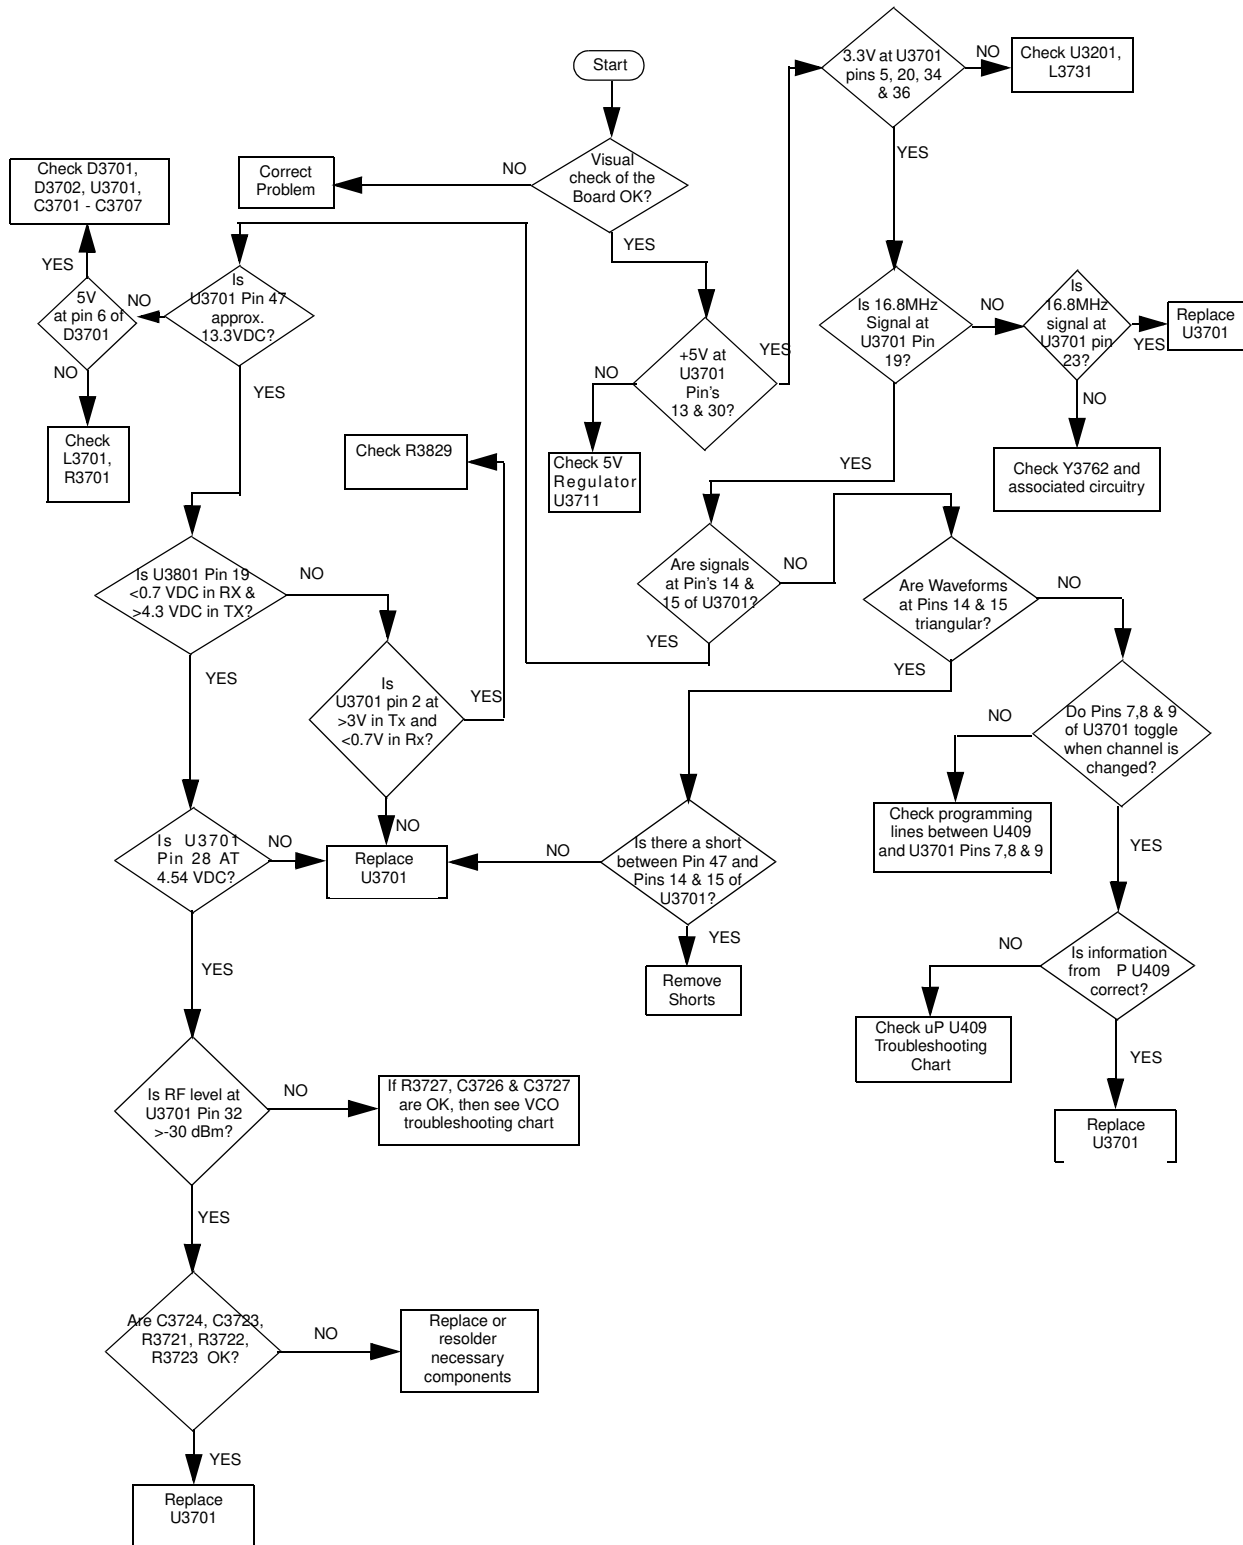 Start
3.3V at U3701
pins 5, 20, 34
& 36
NO
Check U3201,
L3731
YES
Visual
check of the
Board OK?
NO
Correct
Problem
YES
Check D3701,
D3702, U3701,
C3701 - C3707
YES
5V
at pin 6 of
D3701
NO
Is
U3701 Pin 47
approx.
13.3VDC?
NO
Check
L3701,
R3701
YES
+5V at
U3701
Pin's
13 & 30?
YES
NO
Check 5V
Regulator
U3711
Is 16.8MHz
Signal at
U3701 Pin
19?
NO
Is
16.8MHz
signal at
U3701 pin
23?
YES
Replace
U3701
NO
Check Y3762 and
associated circuitry
YES
Check R3829
Are signals
at Pin's 14 &
15 of U3701?
NO
YES
Are Waveforms
at Pins 14 & 15
triangular?
NO
YES
Is U3801 Pin 19
<0.7 VDC in RX &
>4.3 VDC in TX?
NO
YES
Is
U3701 pin 2 at
>3V in Tx and
<0.7V in Rx?
YES
NO
Do Pins 7,8 & 9
of U3701 toggle
when channel is
changed?
NO
Check programming
lines between U409
and U3701 Pins 7,8 & 9
YES
Is U3701
Pin 28 AT
4.54 VDC?
NO
Replace
U3701
NO
Is there a short
between Pin 47 and
Pins 14 & 15 of
U3701?
YES
Remove
Shorts
YES
Is information
from P U409
correct?
NO
Check uP U409
Troubleshooting
Chart
YES
Replace
U3701
Is RF level at
U3701 Pin 32
>-30 dBm?
NO
If R3727, C3726 & C3727
are OK, then see VCO
troubleshooting chart
YES
Are C3724, C3723,
R3721, R3722,
R3723 OK?
NO
Replace or
resolder
necessary
components
YES
Replace
U3701